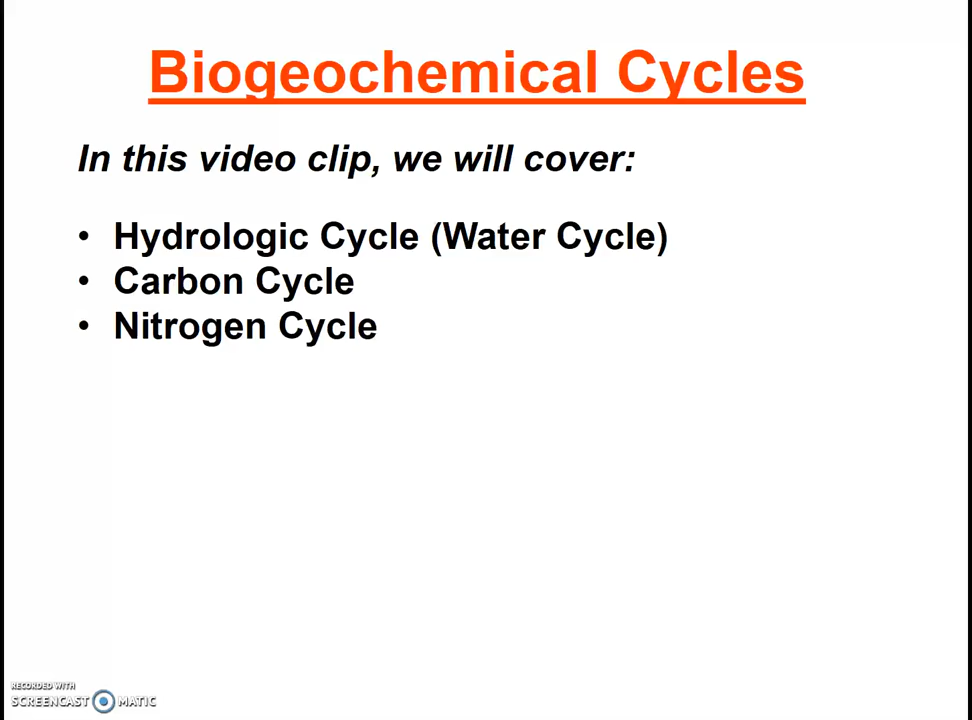 Biogeochemical Cycles
In this video clip, we will cover:
• Hydrologic Cycle (Water Cycle)
• Carbon Cycle
• Nitrogen Cycle
RECORDED WITH
SCREENCAST MATIC